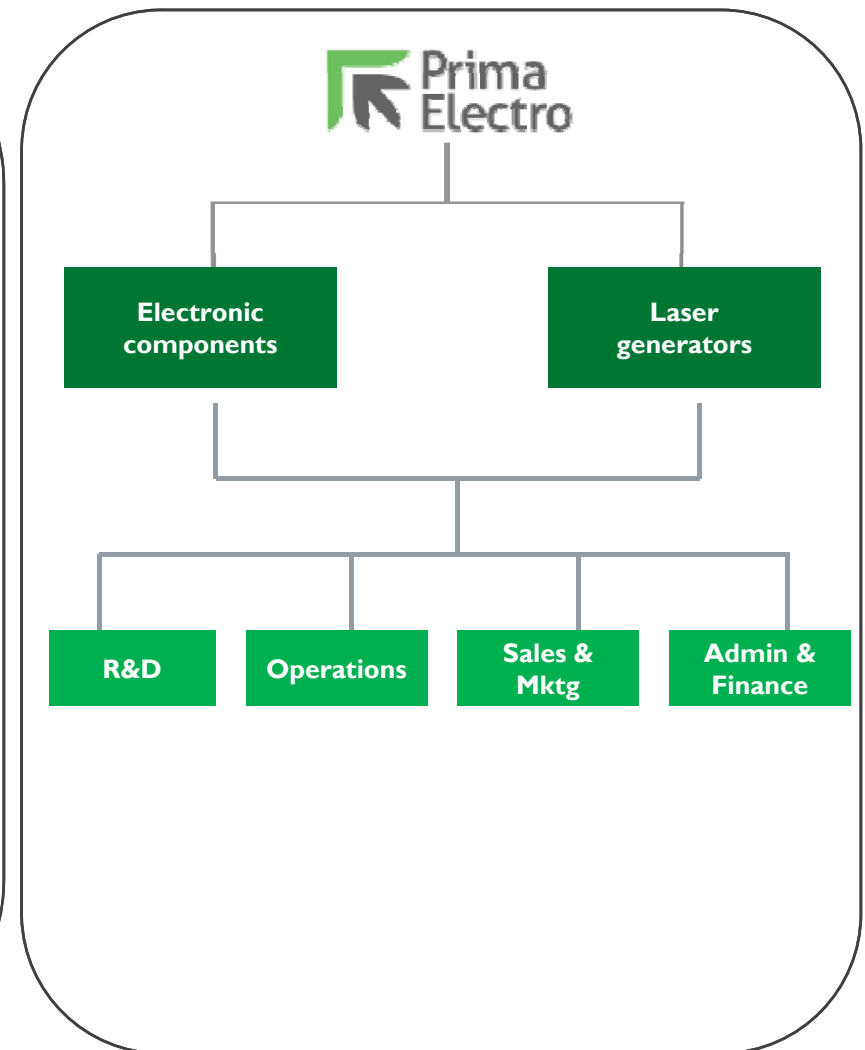 Prima
Electro
Electronic
components
Laser
generators
R&D
Operations
Sales &
Mktg
Admin &
Finance